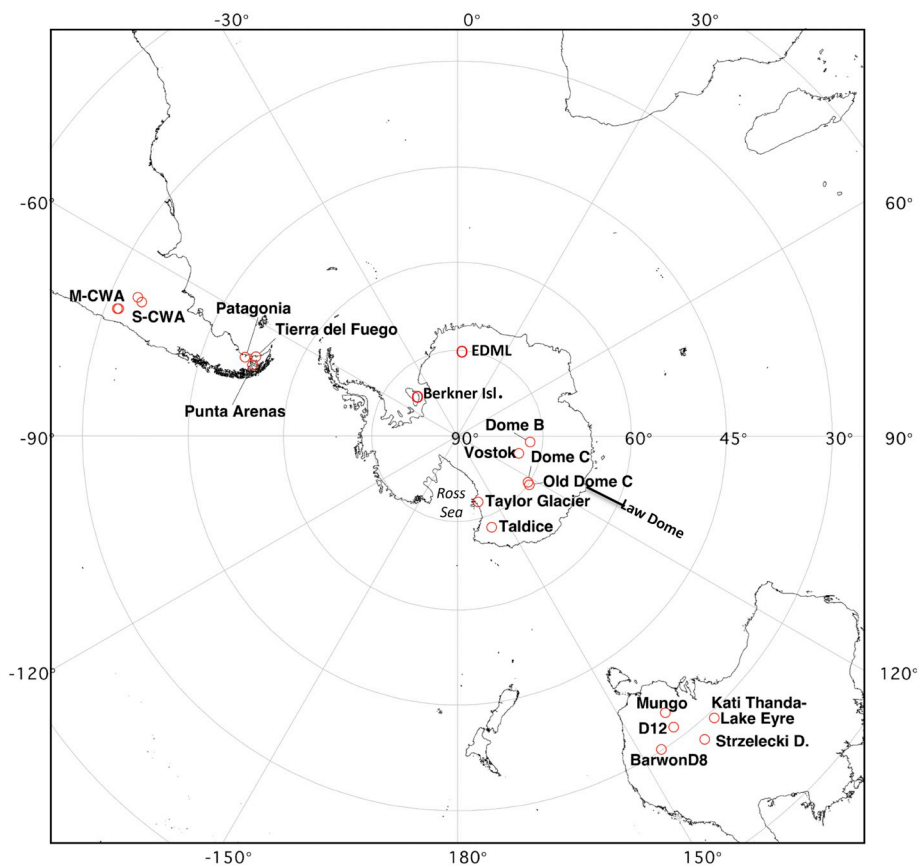 -30°
0°
30°
-60°
60°
M-CWA
S-CWA
Patagonia
Tierra del Fuego
Punta Arenas
EDML
Berkner Isl.
Dome B
-90°
90°
Vostok
Dome C
60°
45°
30°
90°
Old Dome C
Ross
Sea
Taylor Glacier
Law Dome
Taldice
-120°
120°
Mungo
Kati Thanda-
Lake Eyre
D12
Strzelecki D.
BarwonD8
-150°
180°
150°